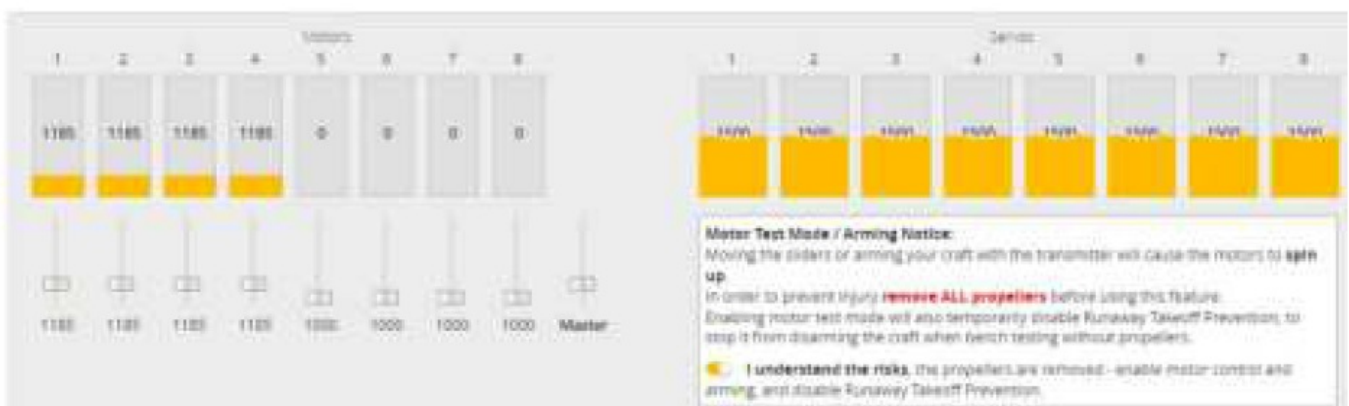 Motors
1 2 3 4 5 6 7 8
1185 1185 1185 1185 0 0 0 0
1185 1185 1185 1185 1000 1000 1000 1000 Master
Servos
1 2 3 4 5 6 7 8
1500 1500 1500 1500 1500 1500 1500 1500
Motor Test Mode / Arming Notice:
Moving the sliders or arming your craft with the transmitter will cause the motors to spin
up.
In order to prevent injury remove ALL propellers before using this feature.
Enabling motor test mode will also temporarily disable Runaway Takeoff Prevention, to
stop it from disarming the craft when bench testing without propellers.
I understand the risks, the propellers are removed - enable motor control and
arming, and disable Runaway Takeoff Prevention.